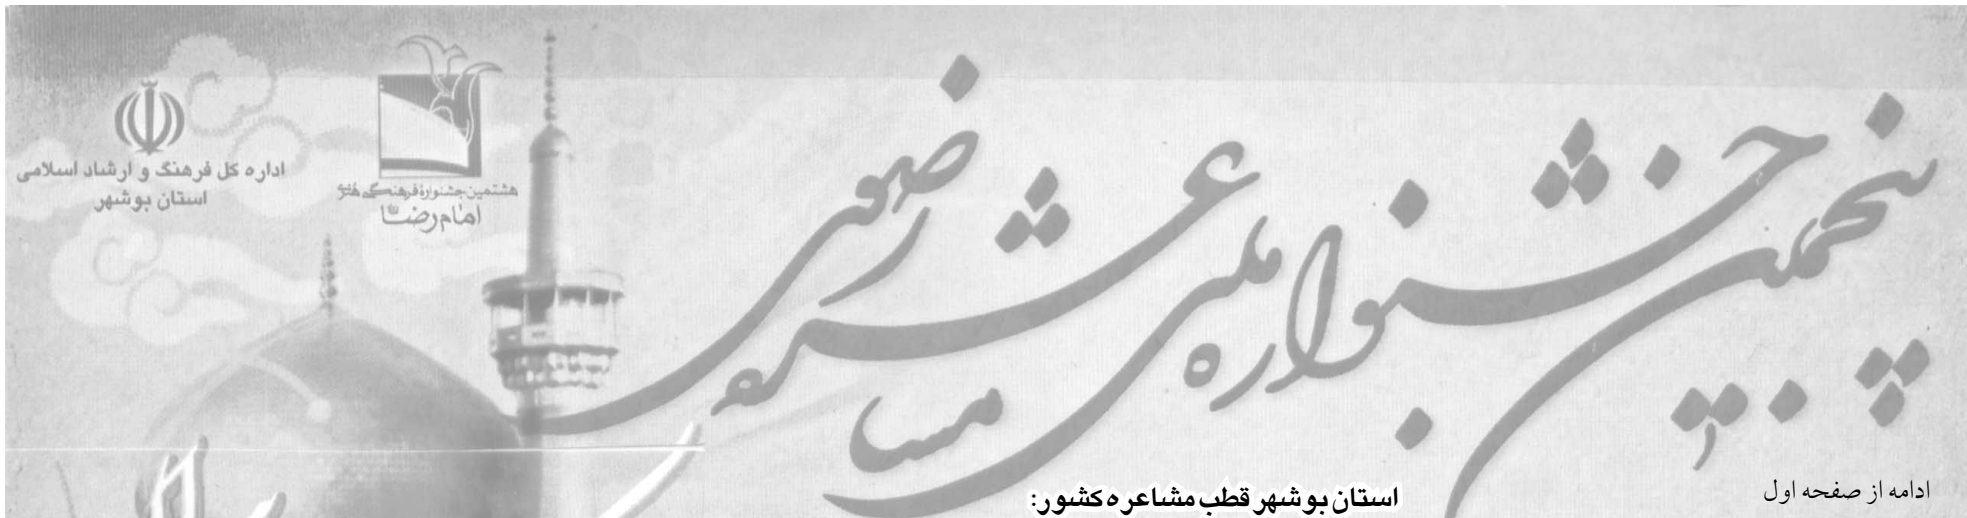 پنجمین جشنواره ملی مشاعره رضوی
هشتمین جشنواره فرهنگی هنری
امام رضا
اداره کل فرهنگ و ارشاد اسلامی
استان بوشهر
ادامه از صفحه اول
استان بوشهر قطب مشاعره کشور: